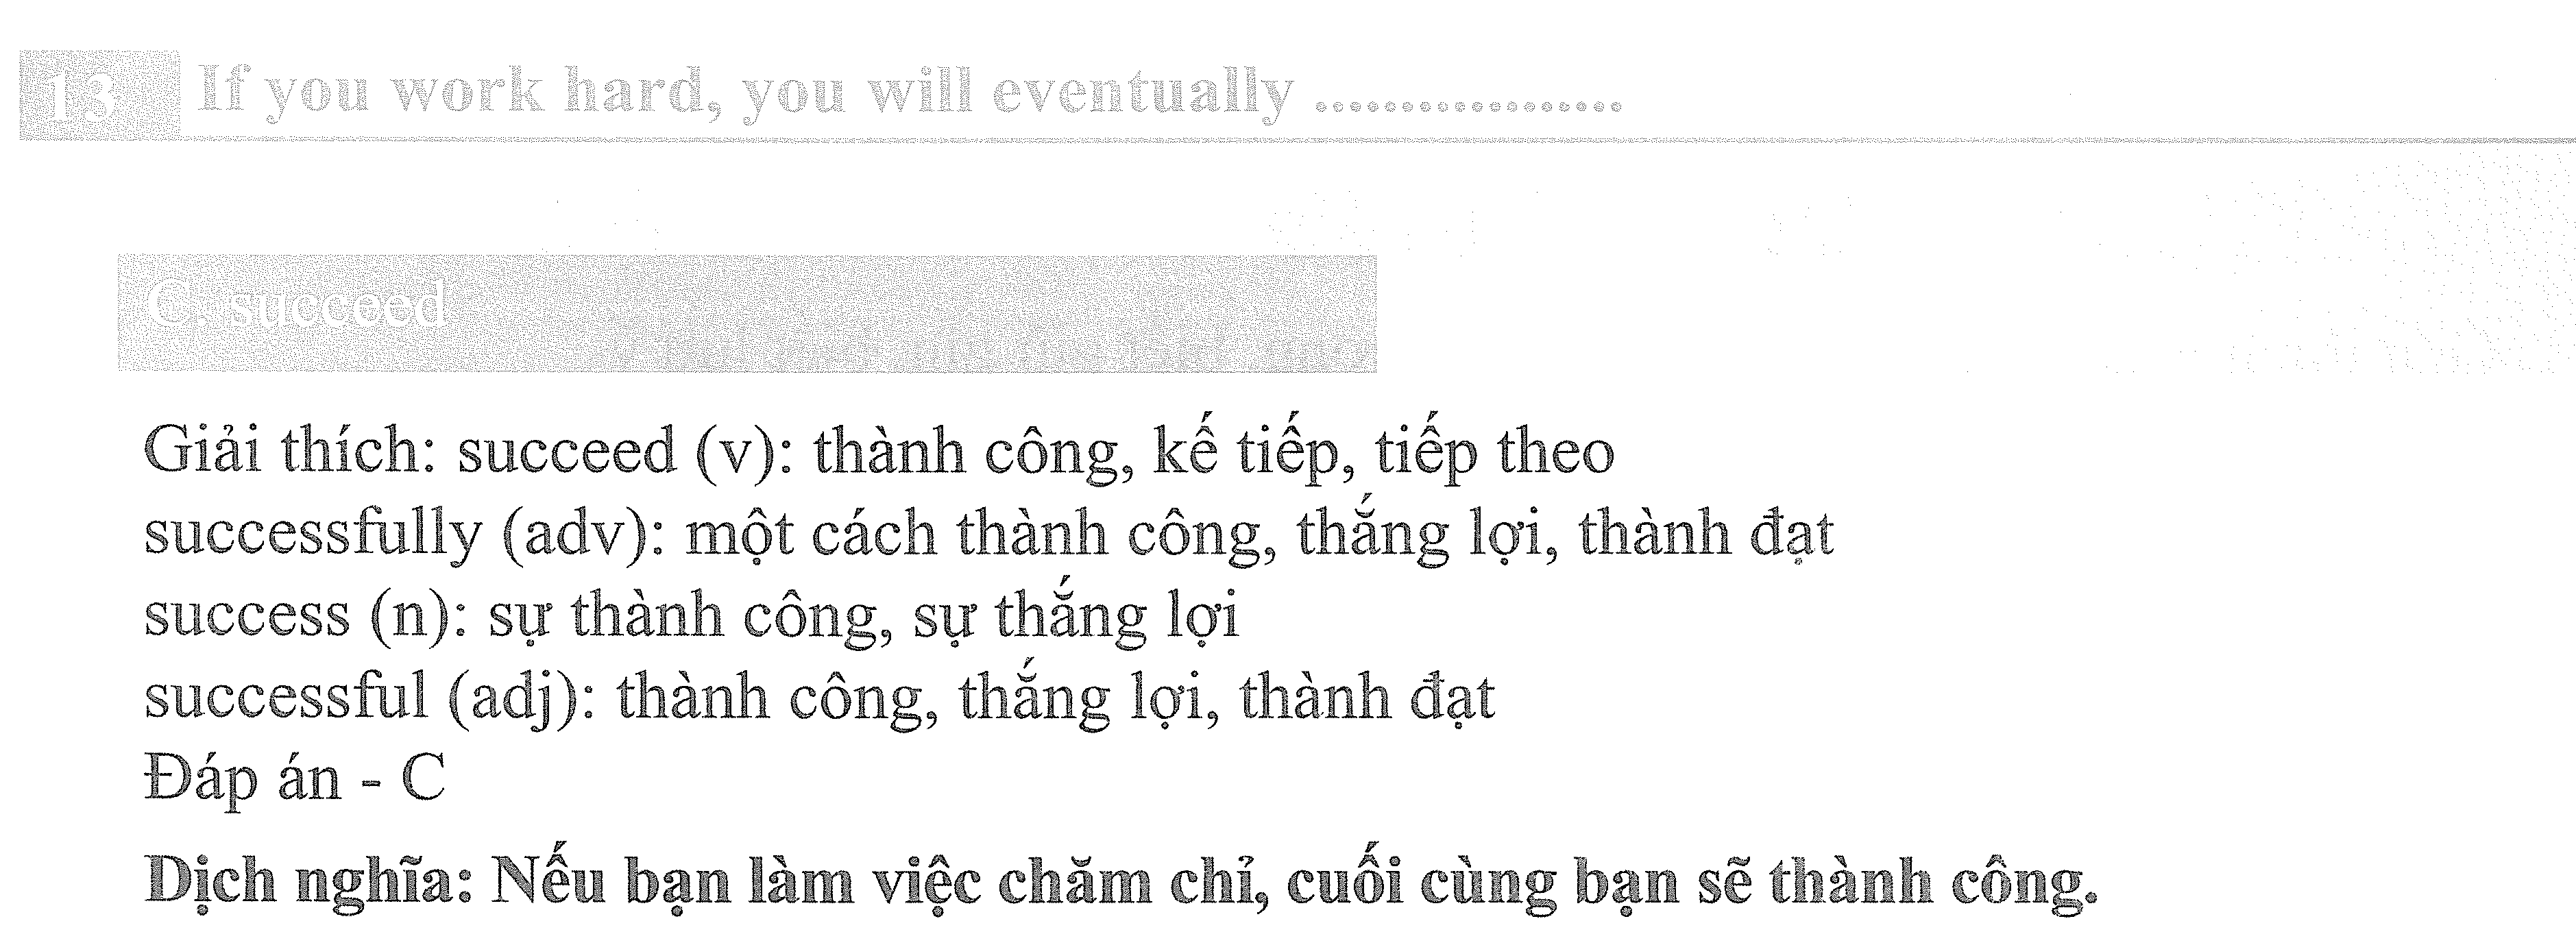 13 If you work hard, you will eventually ..................
C. succeed
Giải thích: succeed (v): thành công, kế tiếp, tiếp theo
successfully (adv): một cách thành công, thắng lợi, thành đạt
success (n): sự thành công, sự thắng lợi
successful (adj): thành công, thắng lợi, thành đạt
Đáp án - C
Dịch nghĩa: Nếu bạn làm việc chăm chỉ, cuối cùng bạn sẽ thành công.